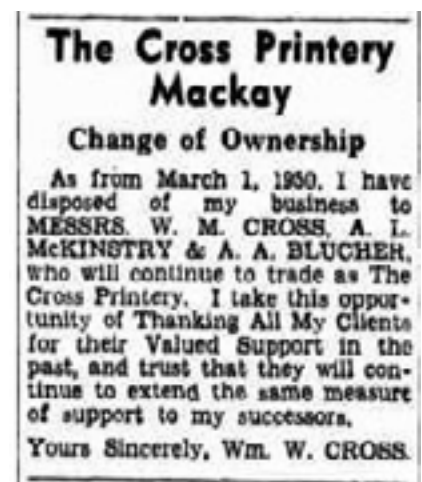 The Cross Printery
Mackay
Change of Ownership
As from March 1, 1950, I have
disposed of my business to
MESSRS. W. M. CROSS, A. L.
McKINSTRY & A. A. BLUCHER,
who will continue to trade as The
Cross Printery. I take this oppor-
tunity of Thanking All My Clients
for their Valued Support in the
past, and trust that they will con-
tinue to extend the same measure
of support to my successors.
Yours Sincerely, Wm. W. CROSS.